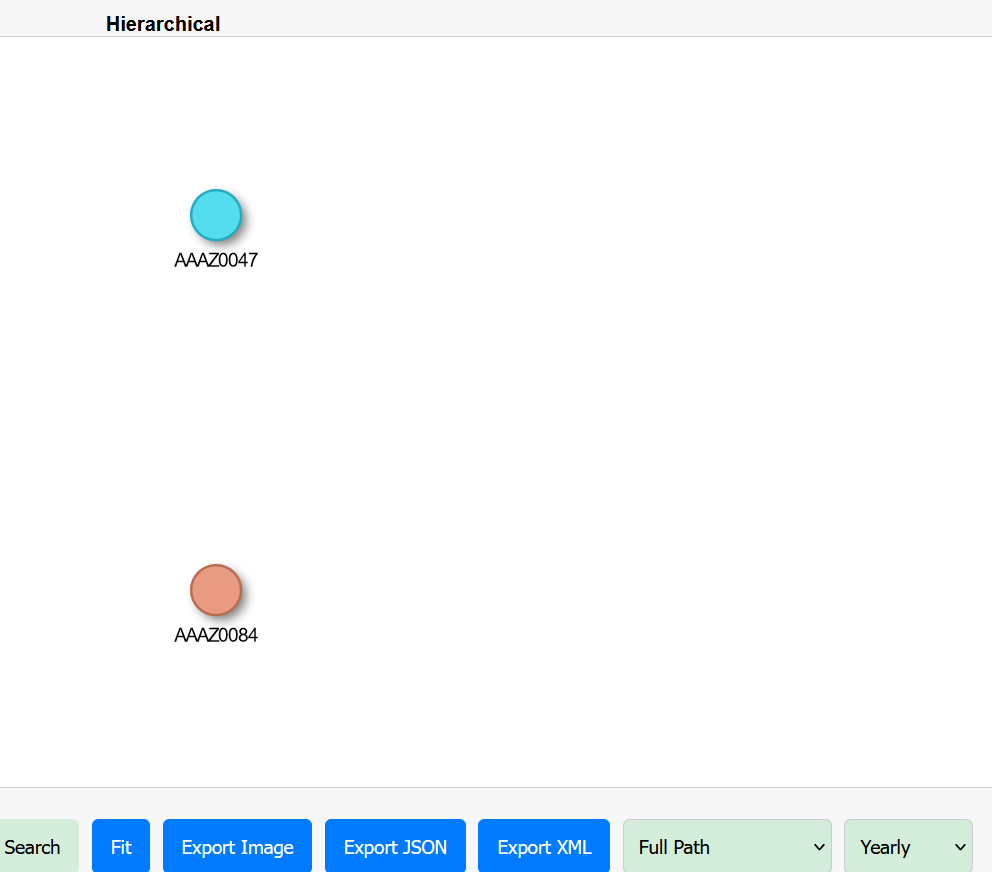 Hierarchical
AAAZ0047
AAAZ0084
Search Fit Export Image Export JSON Export XML Full Path Yearly